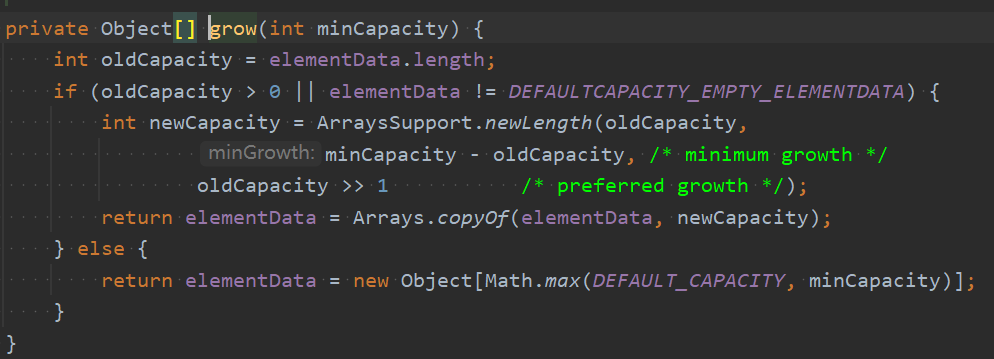 private Object[] grow(int minCapacity) {
    int oldCapacity = elementData.length;
    if (oldCapacity > 0 || elementData != DEFAULTCAPACITY_EMPTY_ELEMENTDATA) {
        int newCapacity = ArraysSupport.newLength(oldCapacity,
                minGrowth: minCapacity - oldCapacity, /* minimum growth */
                oldCapacity >> 1           /* preferred growth */);
        return elementData = Arrays.copyOf(elementData, newCapacity);
    } else {
        return elementData = new Object[Math.max(DEFAULT_CAPACITY, minCapacity)];
    }
}